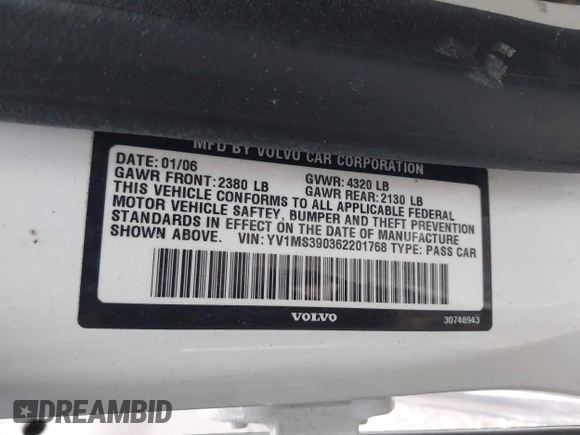 MFD BY VOLVO CAR CORPORATION
DATE: 01/06 GVWR: 4320 LB
GAWR FRONT: 2380 LB GAWR REAR: 2130 LB
THIS VEHICLE CONFORMS TO ALL APPLICABLE FEDERAL
MOTOR VEHICLE SAFTEY, BUMPER AND THEFT PREVENTION
STANDARDS IN EFFECT ON THE DATE OF MANUFACTURE
SHOWN ABOVE. VIN: YV1MS390362201768 TYPE: PASS CAR
VOLVO
30748943
DREAMBID